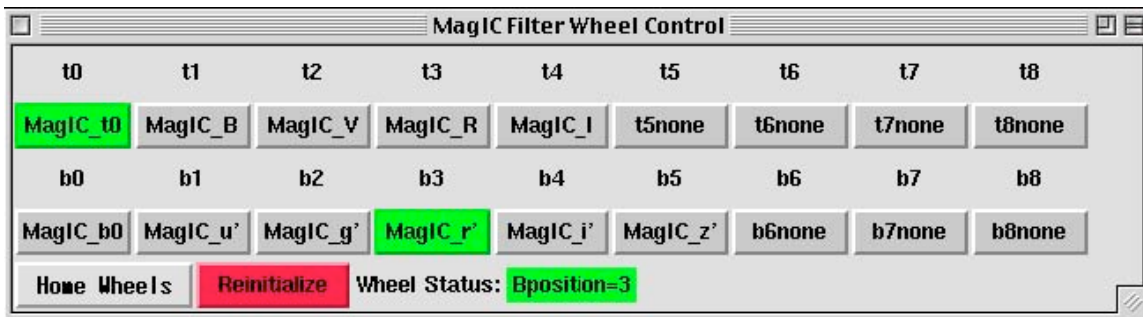 MagIC Filter Wheel Control
t0 t1 t2 t3 t4 t5 t6 t7 t8
MagIC_t0 MagIC_B MagIC_V MagIC_R MagIC_I t5none t6none t7none t8none
b0 b1 b2 b3 b4 b5 b6 b7 b8
MagIC_b0 MagIC_u' MagIC_g' MagIC_r' MagIC_i' MagIC_z' b6none b7none b8none
Home Wheels Reinitialize Wheel Status: Bposition=3